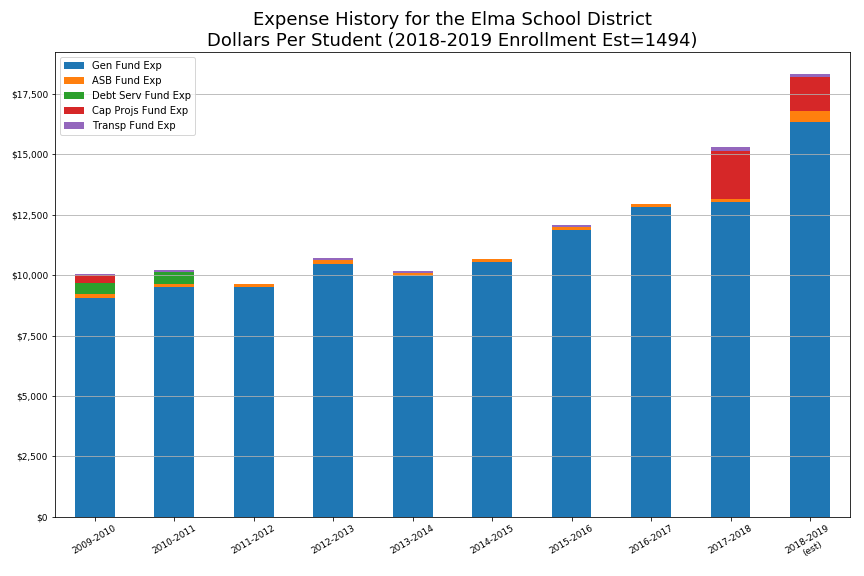 Expense History for the Elma School District
Dollars Per Student (2018-2019 Enrollment Est=1494)
Gen Fund Exp
ASB Fund Exp
Debt Serv Fund Exp
Cap Projs Fund Exp
Transp Fund Exp
$17,500
$15,000
$12,500
$10,000
$7,500
$5,000
$2,500
$0
2009-2010
2010-2011
2011-2012
2012-2013
2013-2014
2014-2015
2015-2016
2016-2017
2017-2018
2018-2019
(est)